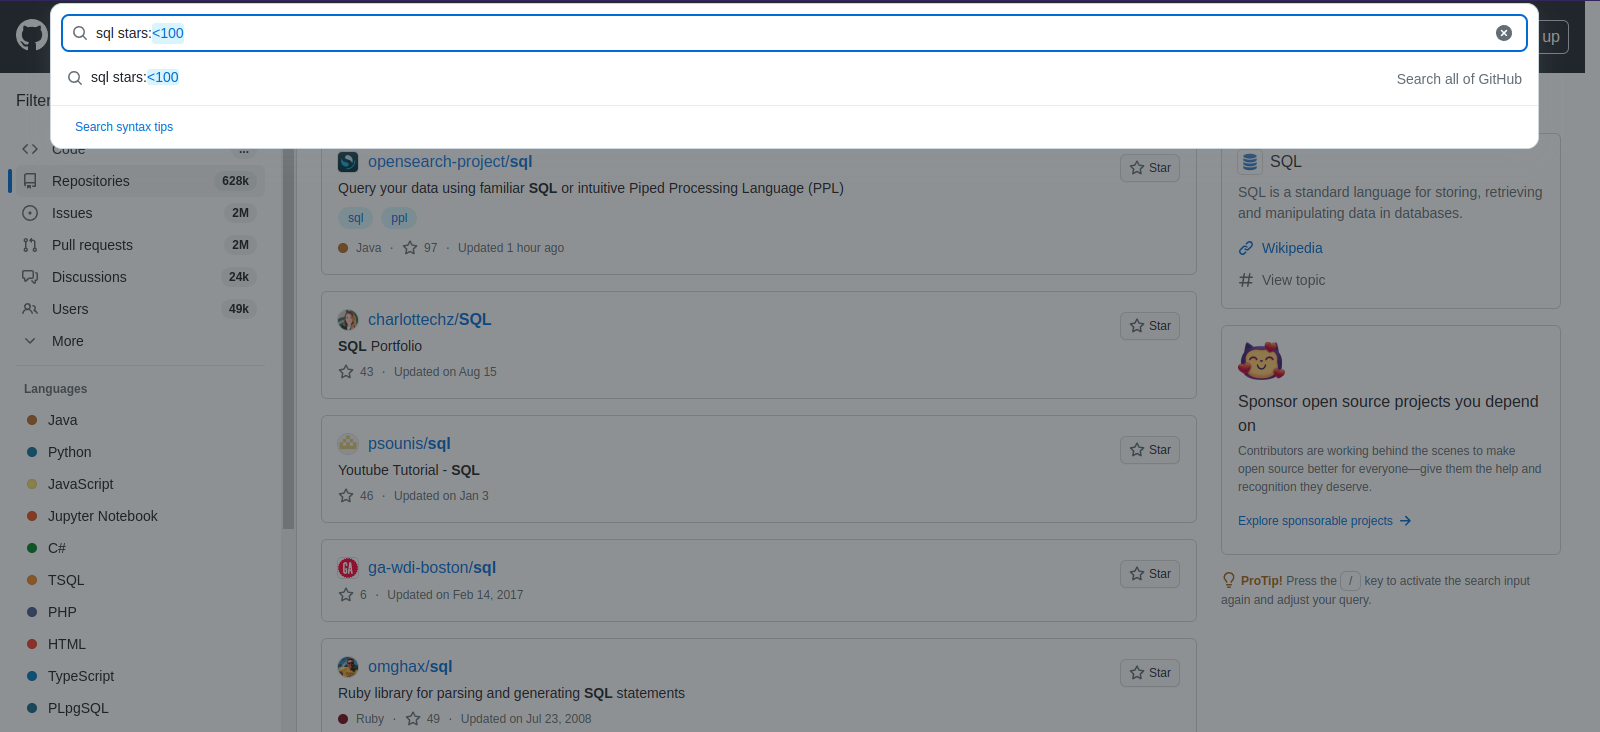 sql stars:<100
up
sql stars:<100
Search all of GitHub
Search syntax tips
Filter
Code
...
Repositories 628k
Issues 2M
Pull requests 2M
Discussions 24k
Users 49k
More
Languages
Java
Python
JavaScript
Jupyter Notebook
C#
TSQL
PHP
HTML
TypeScript
PLpgSQL
opensearch-project/sql
Star
Query your data using familiar SQL or intuitive Piped Processing Language (PPL)
sql ppl
Java · 97 · Updated 1 hour ago
charlottechz/SQL
Star
SQL Portfolio
43 · Updated on Aug 15
psounis/sql
Star
Youtube Tutorial - SQL
46 · Updated on Jan 3
GA
ga-wdi-boston/sql
Star
6 · Updated on Feb 14, 2017
omghax/sql
Star
Ruby library for parsing and generating SQL statements
Ruby · 49 · Updated on Jul 23, 2008
SQL
SQL is a standard language for storing, retrieving
and manipulating data in databases.
Wikipedia
View topic
Sponsor open source projects you depend
on
Contributors are working behind the scenes to make
open source better for everyone—give them the help and
recognition they deserve.
Explore sponsorable projects
ProTip! Press the / key to activate the search input
again and adjust your query.